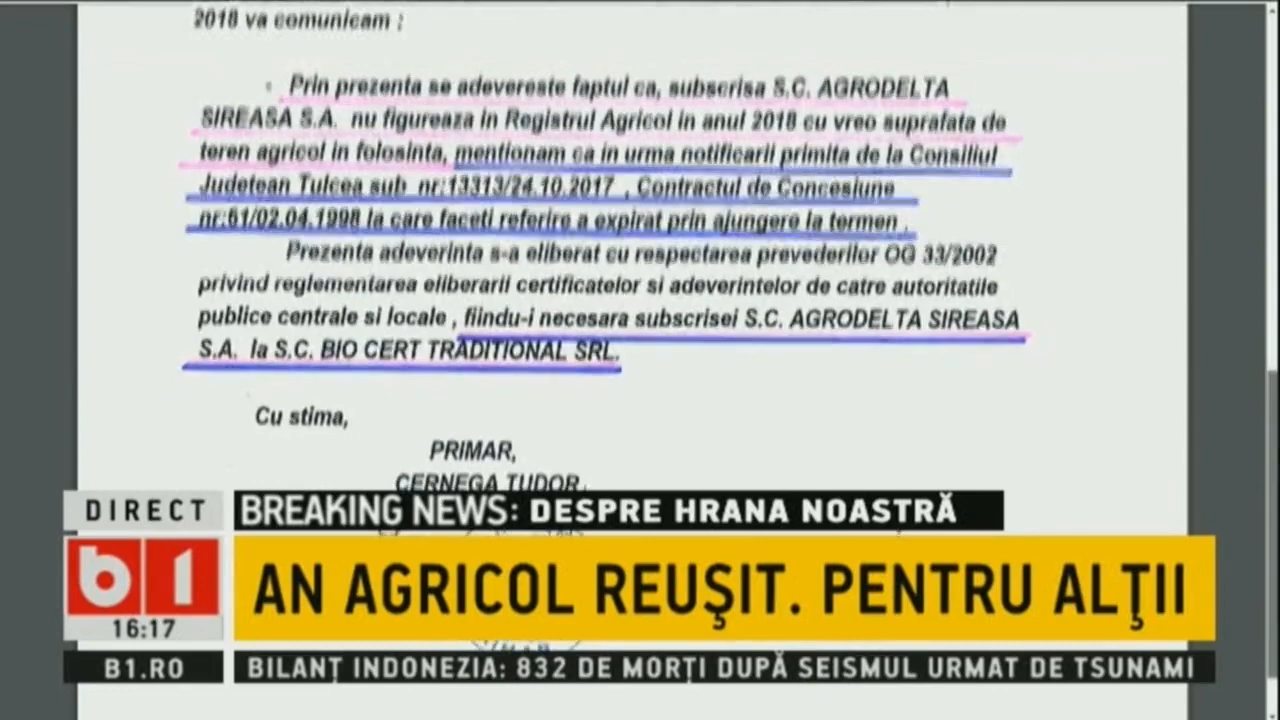 2018 va comunicam :
Prin prezenta se adevereste faptul ca, subscrisa S.C. AGRODELTA
SIREASA S.A. nu figureaza in Registrul Agricol in anul 2018 cu vreo suprafata de
teren agricol in folosinta, mentionam ca in urma notificarii primita de la Consiliul
Judetean Tulcea sub nr:13313/24.10.2017 , Contractul de Concesiune
nr:61/02.04.1998 la care faceti referire a expirat prin ajungere la termen .
Prezenta adeverinta s-a eliberat cu respectarea prevederilor OG 33/2002
privind reglementarea eliberarii certificatelor si adeverintelor de catre autoritatile
publice centrale si locale , fiindu-i necesara subscrisei S.C. AGRODELTA SIREASA
S.A. la S.C. BIO CERT TRADITIONAL SRL.
Cu stima,
PRIMAR,
CERNEGA TUDOR
DIRECT
BREAKING NEWS: DESPRE HRANA NOASTRĂ
b1
AN AGRICOL REUŞIT. PENTRU ALŢII
16:17
B1.RO
BILANŢ INDONEZIA: 832 DE MORŢI DUPĂ SEISMUL URMAT DE TSUNAMI